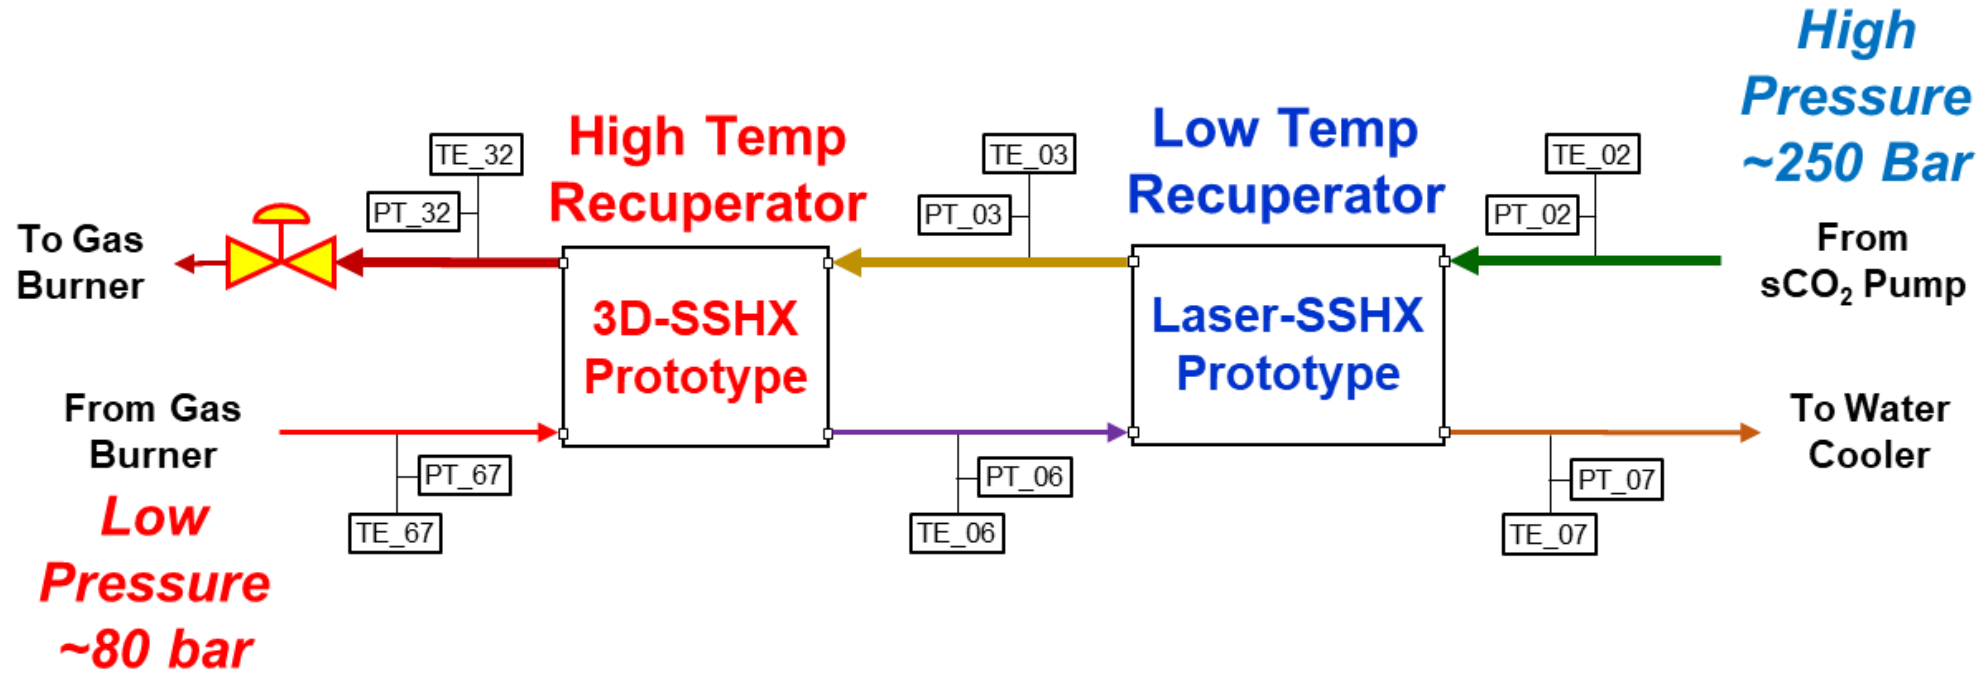 High
Pressure
~250 Bar
High Temp
Recuperator
Low Temp
Recuperator
TE_32
PT_32
TE_03
PT_03
TE_02
PT_02
To Gas
Burner
From
sCO₂ Pump
3D-SSHX
Prototype
Laser-SSHX
Prototype
From Gas
Burner
To Water
Cooler
PT_67
TE_67
PT_06
TE_06
PT_07
TE_07
Low
Pressure
~80 bar